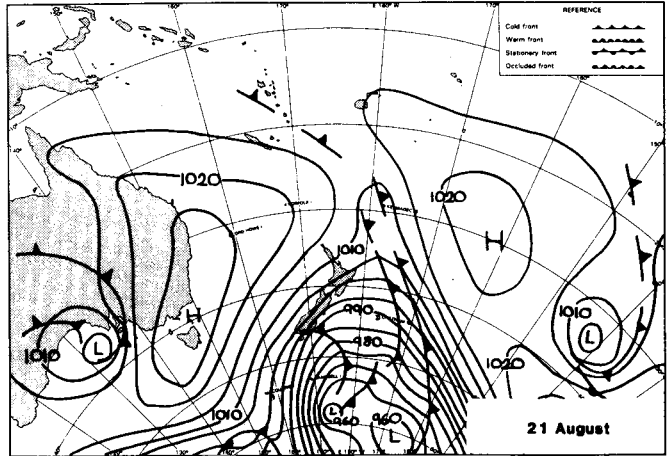 REFERENCE
Cold front
Warm front
Stationary front
Occluded front
1020
1020
H
H
1010
1010
990
980
1010
L
1010
L
1020
1010
L
960
960
L
21 August